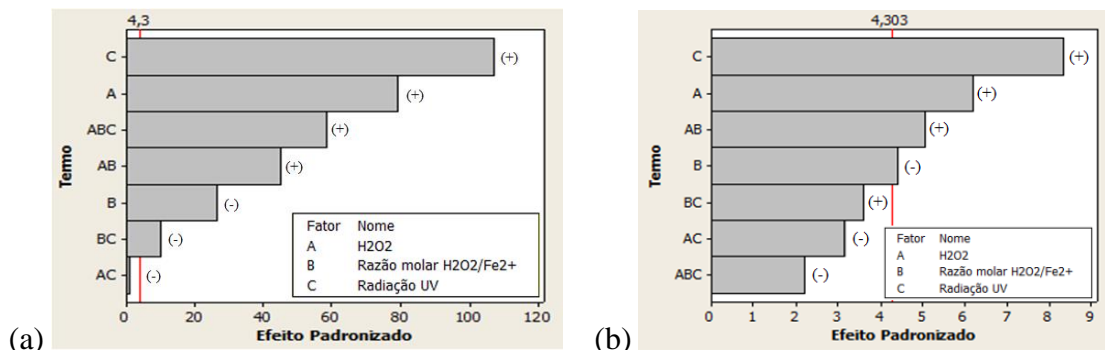 4,3
Termo
C (+)
A (+)
ABC (+)
AB (+)
B (-)
BC (-)
AC (-)
Fator Nome
A H2O2
B Razão molar H2O2/Fe2+
C Radiação UV
0 20 40 60 80 100 120
Efeito Padronizado
(a)
4,303
Termo
C (+)
A (+)
AB (+)
B (-)
BC (+)
AC (-)
ABC (-)
Fator Nome
A H2O2
B Razão molar H2O2/Fe2+
C Radiação UV
0 1 2 3 4 5 6 7 8 9
Efeito Padronizado
(b)